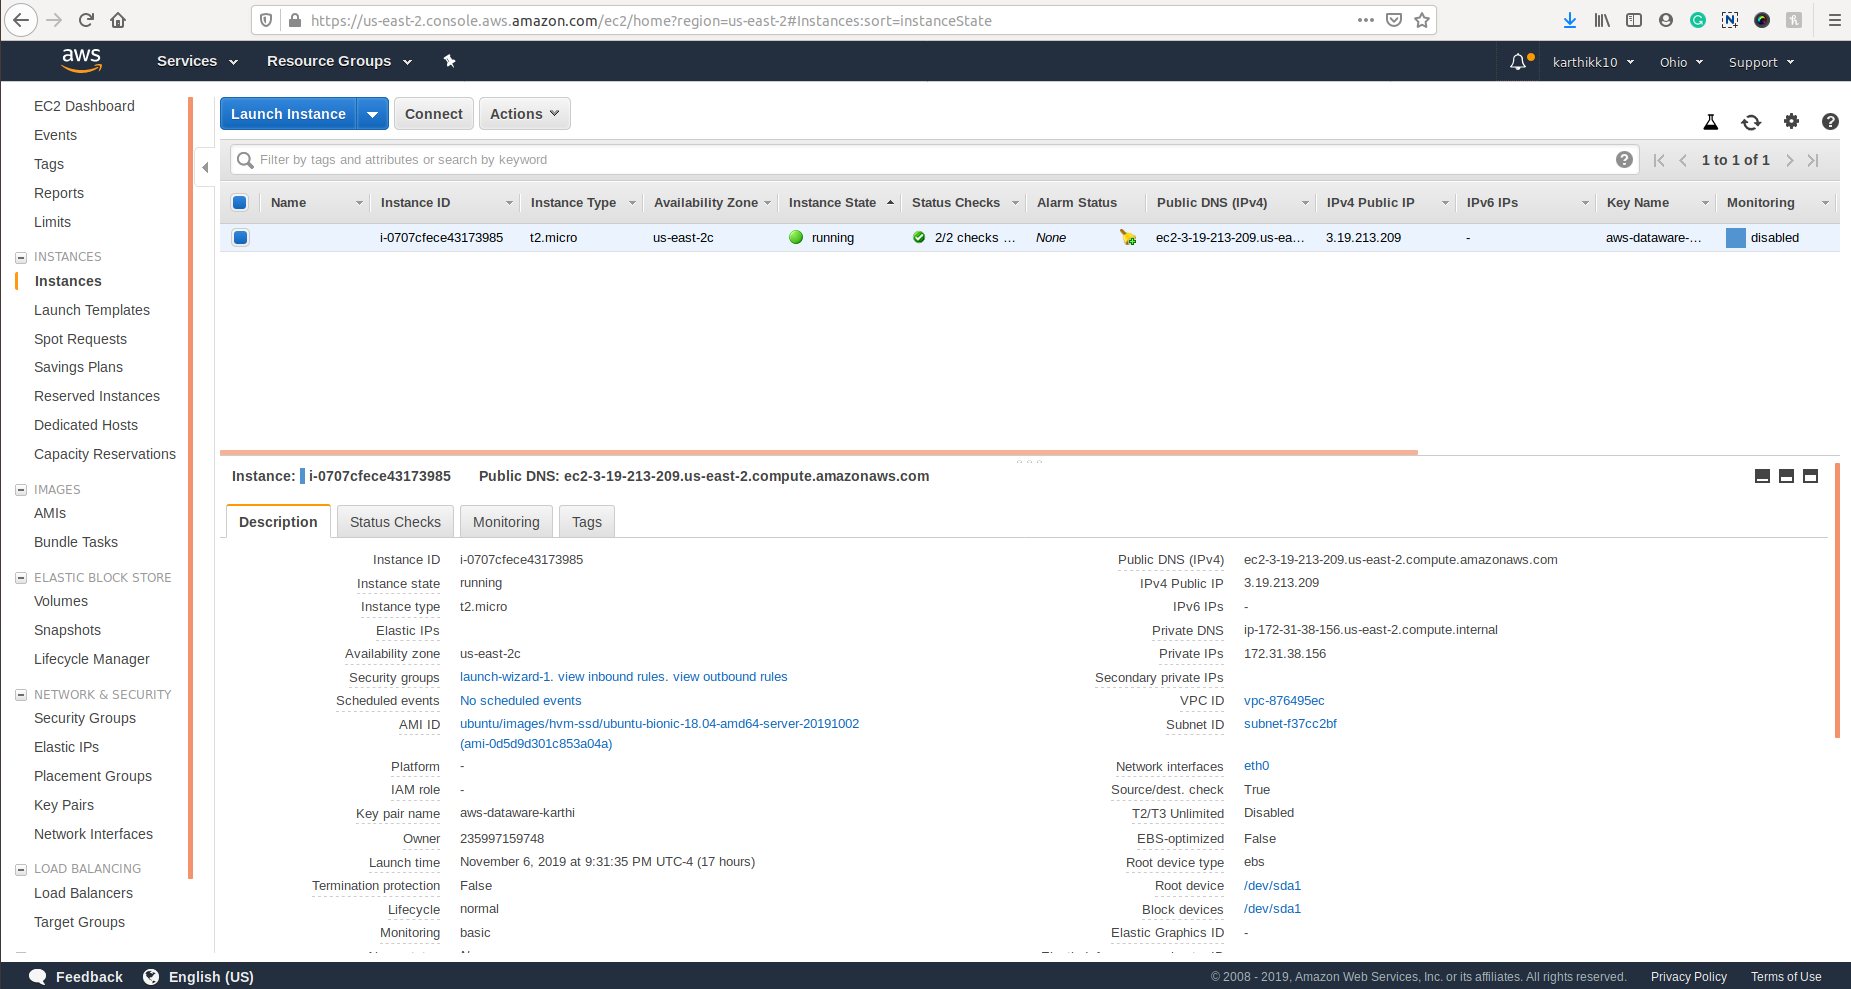 https://us-east-2.console.aws.amazon.com/ec2/home?region=us-east-2#Instances:sort=instanceState
aws
Services
Resource Groups
karthikk10
Ohio
Support
EC2 Dashboard
Events
Tags
Reports
Limits
INSTANCES
Instances
Launch Templates
Spot Requests
Savings Plans
Reserved Instances
Dedicated Hosts
Capacity Reservations
IMAGES
AMIs
Bundle Tasks
ELASTIC BLOCK STORE
Volumes
Snapshots
Lifecycle Manager
NETWORK & SECURITY
Security Groups
Elastic IPs
Placement Groups
Key Pairs
Network Interfaces
LOAD BALANCING
Load Balancers
Target Groups
Launch Instance
Connect
Actions
Filter by tags and attributes or search by keyword
1 to 1 of 1
Name Instance ID Instance Type Availability Zone Instance State Status Checks Alarm Status Public DNS (IPv4) IPv4 Public IP IPv6 IPs Key Name Monitoring
i-0707cfece43173985 t2.micro us-east-2c running 2/2 checks ... None ec2-3-19-213-209.us-ea... 3.19.213.209 - aws-dataware-... disabled
Instance: i-0707cfece43173985 Public DNS: ec2-3-19-213-209.us-east-2.compute.amazonaws.com
Description
Status Checks
Monitoring
Tags
Instance ID i-0707cfece43173985
Instance state running
Instance type t2.micro
Elastic IPs
Availability zone us-east-2c
Security groups launch-wizard-1. view inbound rules. view outbound rules
Scheduled events No scheduled events
AMI ID ubuntu/images/hvm-ssd/ubuntu-bionic-18.04-amd64-server-20191002
(ami-0d5d9d301c853a04a)
Platform -
IAM role -
Key pair name aws-dataware-karthi
Owner 235997159748
Launch time November 6, 2019 at 9:31:35 PM UTC-4 (17 hours)
Termination protection False
Lifecycle normal
Monitoring basic
Public DNS (IPv4) ec2-3-19-213-209.us-east-2.compute.amazonaws.com
IPv4 Public IP 3.19.213.209
IPv6 IPs -
Private DNS ip-172-31-38-156.us-east-2.compute.internal
Private IPs 172.31.38.156
Secondary private IPs
VPC ID vpc-876495ec
Subnet ID subnet-f37cc2bf
Network interfaces eth0
Source/dest. check True
T2/T3 Unlimited Disabled
EBS-optimized False
Root device type ebs
Root device /dev/sda1
Block devices /dev/sda1
Elastic Graphics ID -
Feedback
English (US)
© 2008 - 2019, Amazon Web Services, Inc. or its affiliates. All rights reserved.
Privacy Policy
Terms of Use